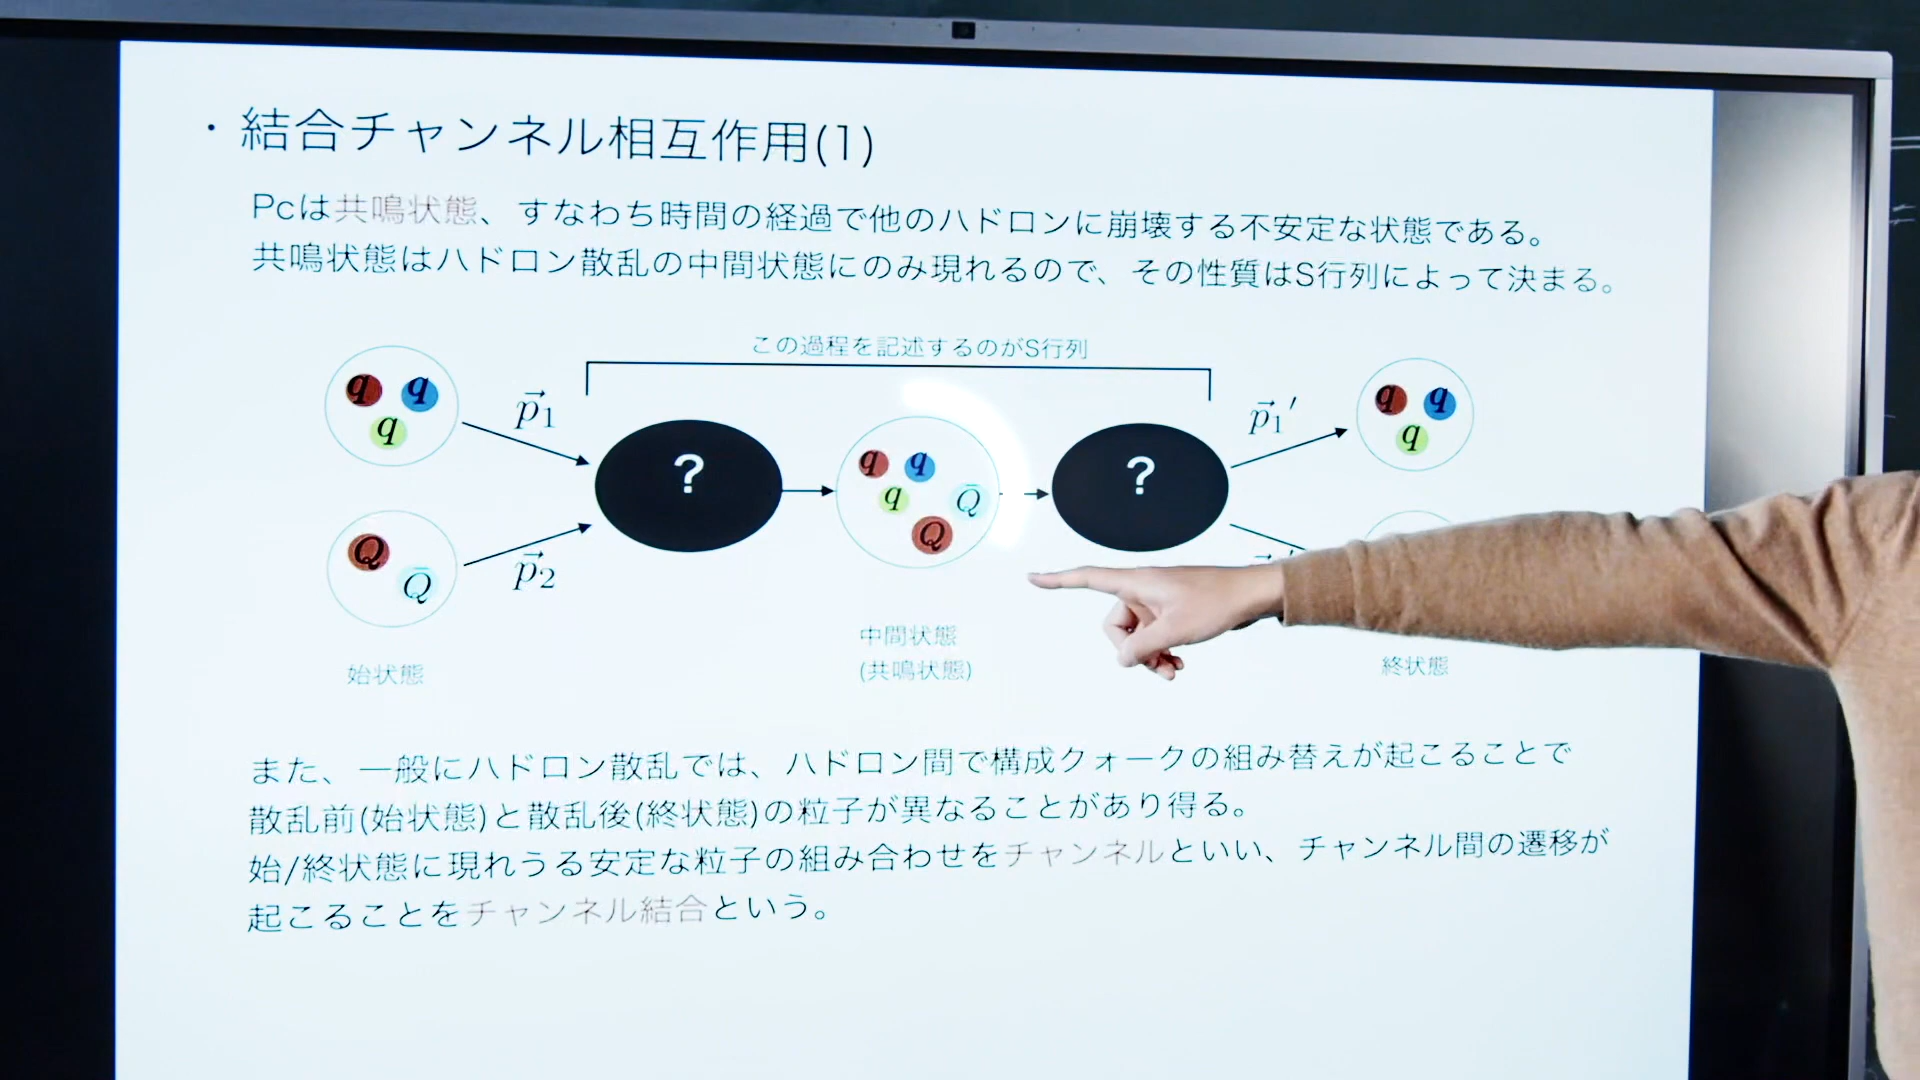 ・結合チャンネル相互作用(1)
Pcは共鳴状態、すなわち時間の経過で他のハドロンに崩壊する不安定な状態である。
共鳴状態はハドロン散乱の中間状態にのみ現れるので、その性質はS行列によって決まる。
この過程を記述するのがS行列
q q
q
p⃗₁
?
q q
q Q̄
Q
?
p⃗₁′
q q
q
Q
Q̄
p⃗₂
中間状態
(共鳴状態)
始状態
終状態
また、一般にハドロン散乱では、ハドロン間で構成クォークの組み替えが起こることで
散乱前(始状態)と散乱後(終状態)の粒子が異なることがあり得る。
始/終状態に現れうる安定な粒子の組み合わせをチャンネルといい、チャンネル間の遷移が
起こることをチャンネル結合という。